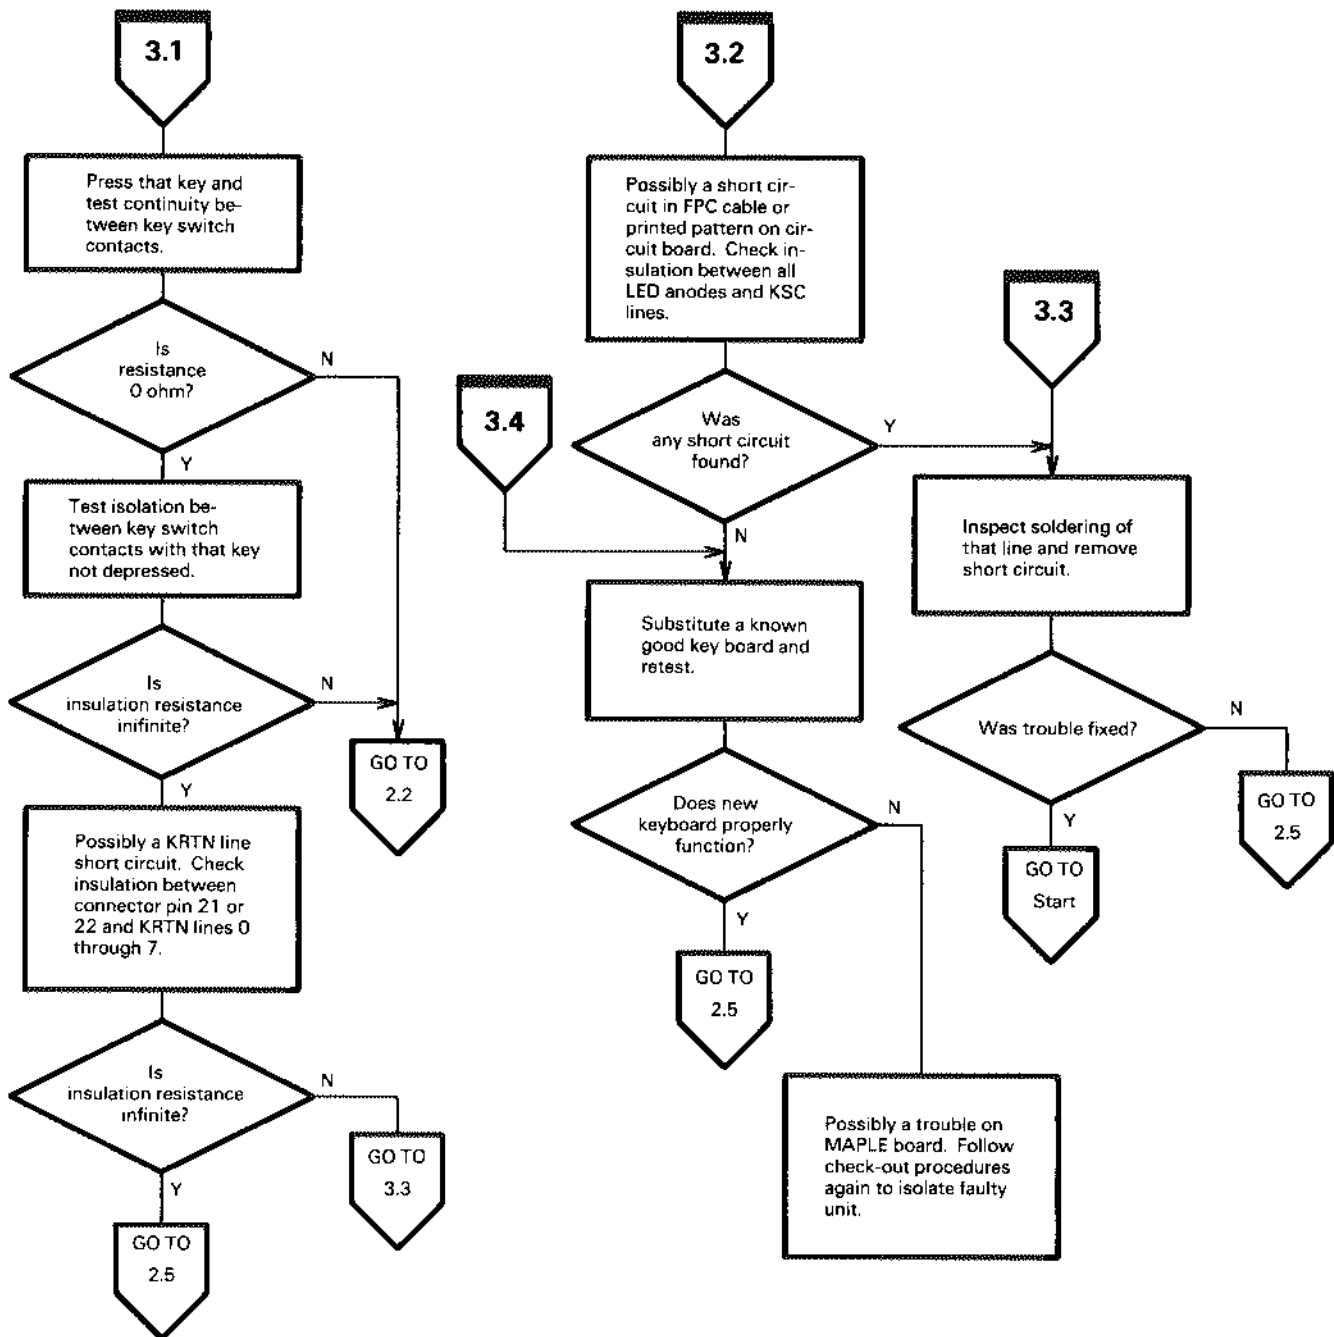 3.1
Press that key and
test continuity be-
tween key switch
contacts.
Is
resistance
0 ohm?
N
Y
Test isolation be-
tween key switch
contacts with that key
not depressed.
Is
insulation resistance
inifinite?
N
Y
GO TO
2.2
Possibly a KRTN line
short circuit. Check
insulation between
connector pin 21 or
22 and KRTN lines 0
through 7.
Is
insulation resistance
infinite?
N
Y
GO TO
3.3
GO TO
2.5
3.2
Possibly a short cir-
cuit in FPC cable or
printed pattern on cir-
cuit board. Check in-
sulation between all
LED anodes and KSC
lines.
3.4
Was
any short circuit
found?
Y
N
Substitute a known
good key board and
retest.
Does new
keyboard properly
function?
N
Y
GO TO
2.5
Possibly a trouble on
MAPLE board. Follow
check-out procedures
again to isolate faulty
unit.
3.3
Inspect soldering of
that line and remove
short circuit.
Was trouble fixed?
N
Y
GO TO
Start
GO TO
2.5